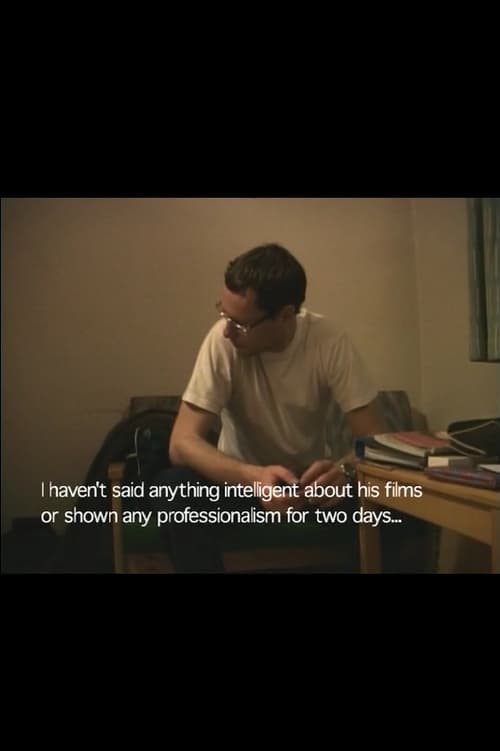 I haven't said anything intelligent about his films
or shown any professionalism for two days...